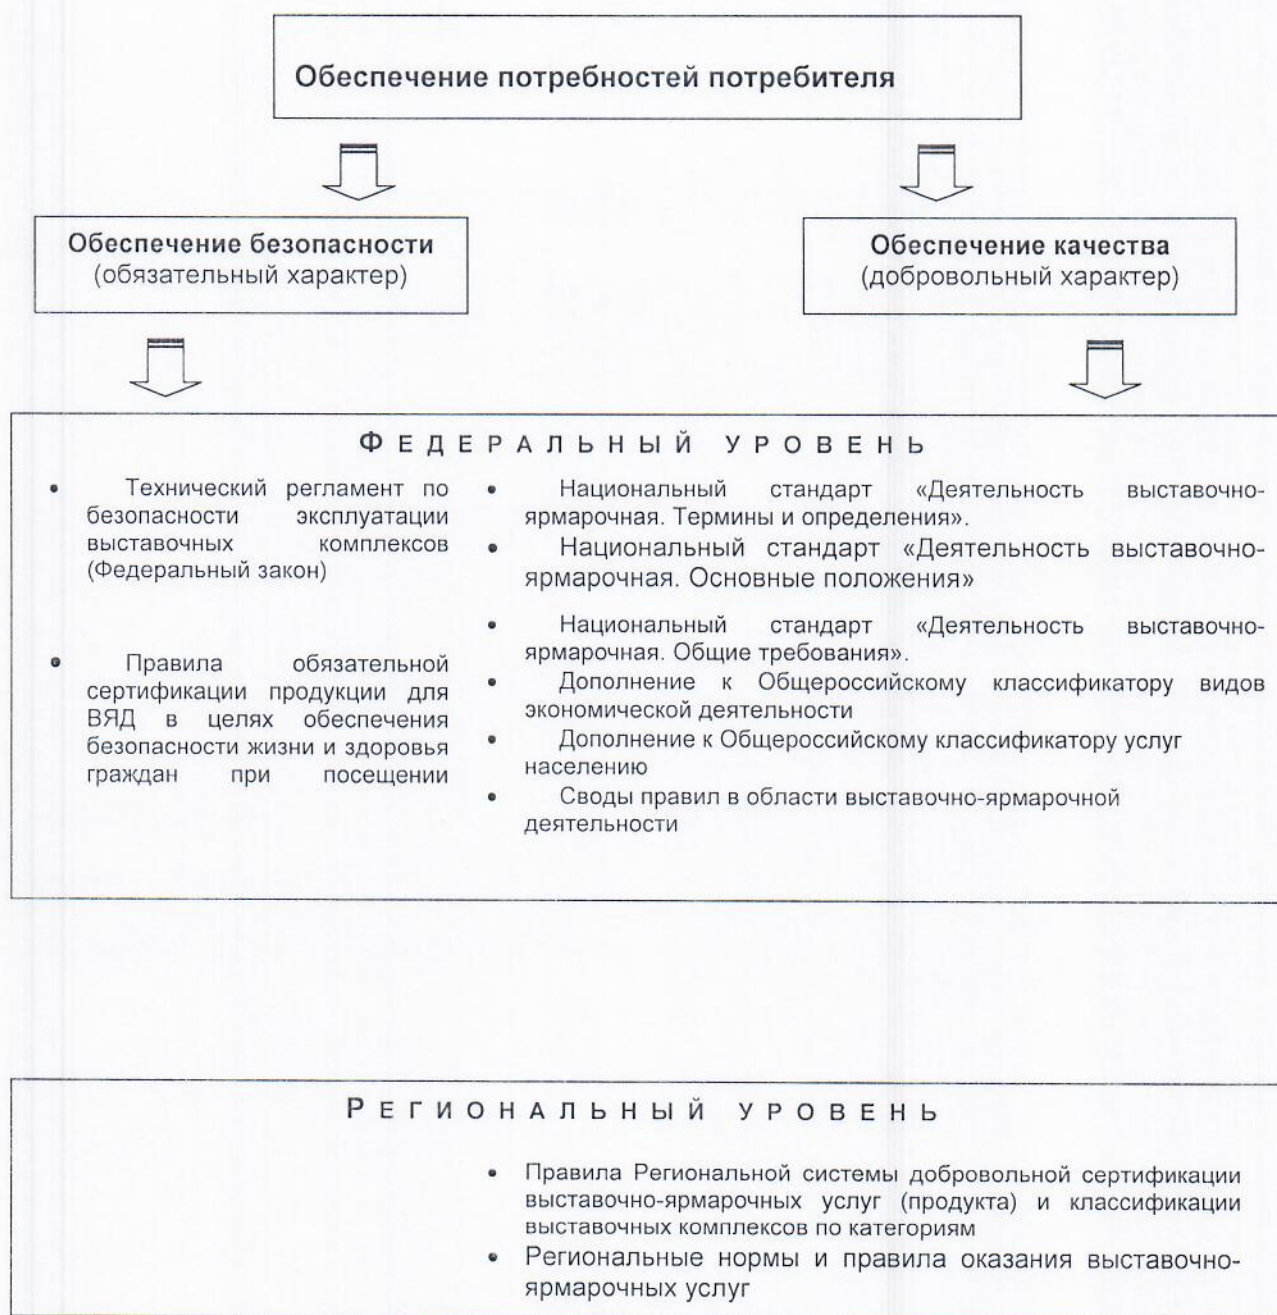 Обеспечение потребностей потребителя
Обеспечение безопасности
(обязательный характер)
Обеспечение качества
(добровольный характер)
ФЕДЕРАЛЬНЫЙ УРОВЕНЬ
• Технический регламент по
безопасности эксплуатации
выставочных комплексов
(Федеральный закон)
• Правила обязательной
сертификации продукции для
ВЯД в целях обеспечения
безопасности жизни и здоровья
граждан при посещении
• Национальный стандарт «Деятельность выставочно-
ярмарочная. Термины и определения».
• Национальный стандарт «Деятельность выставочно-
ярмарочная. Основные положения»
• Национальный стандарт «Деятельность выставочно-
ярмарочная. Общие требования».
• Дополнение к Общероссийскому классификатору видов
экономической деятельности
• Дополнение к Общероссийскому классификатору услуг
населению
• Своды правил в области выставочно-ярмарочной
деятельности
РЕГИОНАЛЬНЫЙ УРОВЕНЬ
• Правила Региональной системы добровольной сертификации
выставочно-ярмарочных услуг (продукта) и классификации
выставочных комплексов по категориям
• Региональные нормы и правила оказания выставочно-
ярмарочных услуг